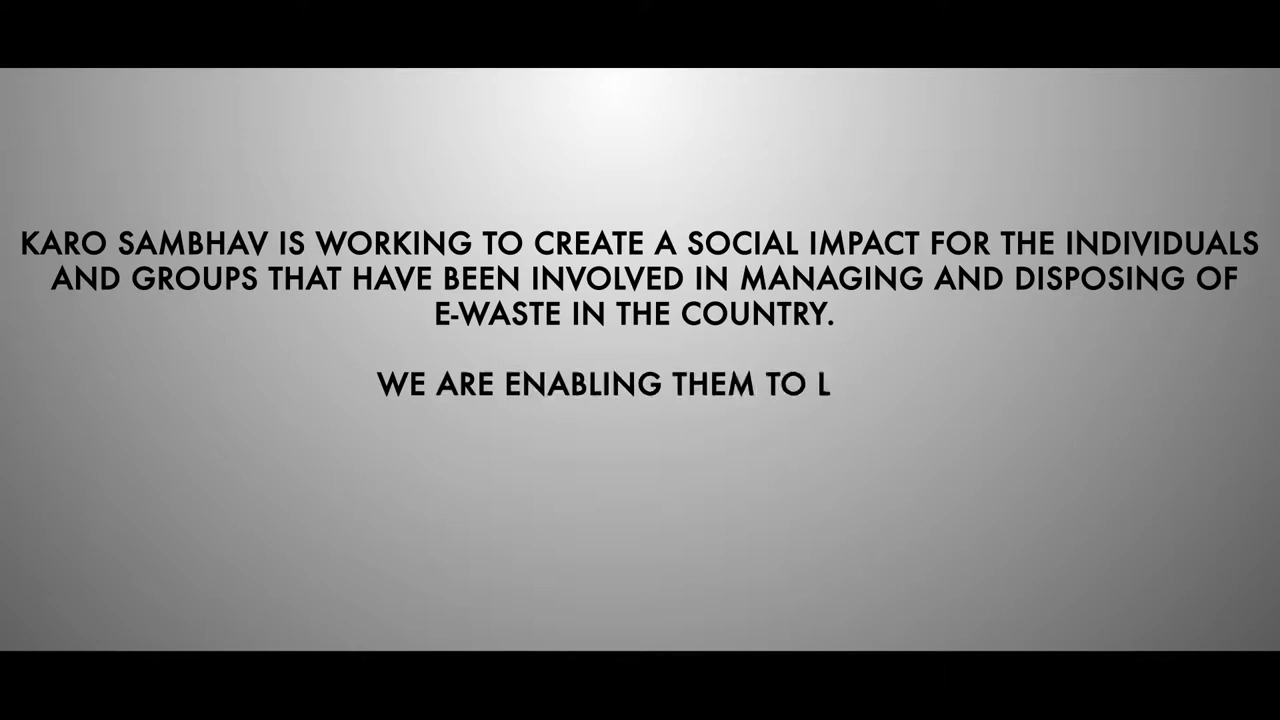 KARO SAMBHAV IS WORKING TO CREATE A SOCIAL IMPACT FOR THE INDIVIDUALS
AND GROUPS THAT HAVE BEEN INVOLVED IN MANAGING AND DISPOSING OF
E-WASTE IN THE COUNTRY.
WE ARE ENABLING THEM TO L